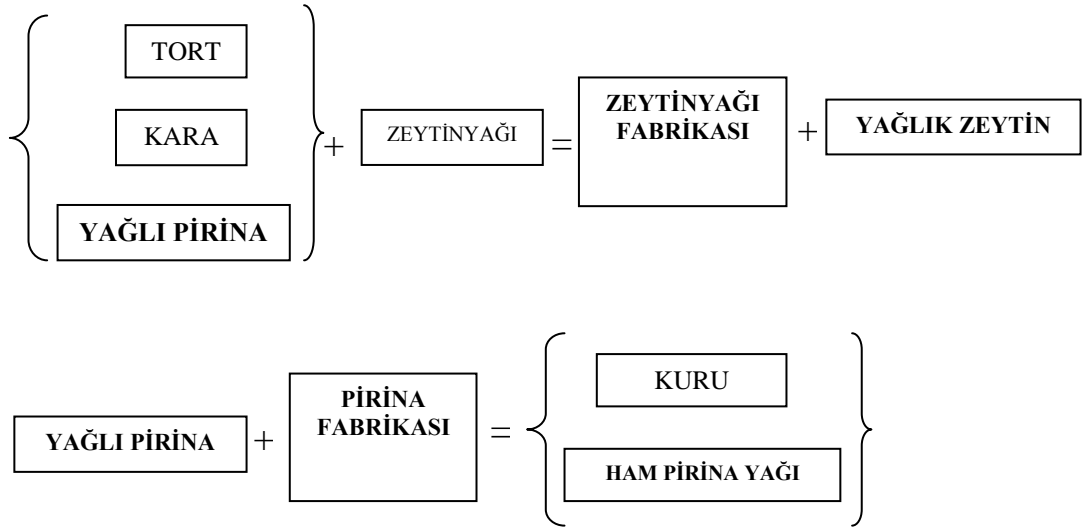 TORT
KARA
YAĞLI PİRİNA
+
ZEYTİNYAĞI
=
ZEYTİNYAĞI
FABRİKASI
+
YAĞLIK ZEYTİN
YAĞLI PİRİNA
+
PİRİNA
FABRİKASI
=
KURU
HAM PİRİNA YAĞI